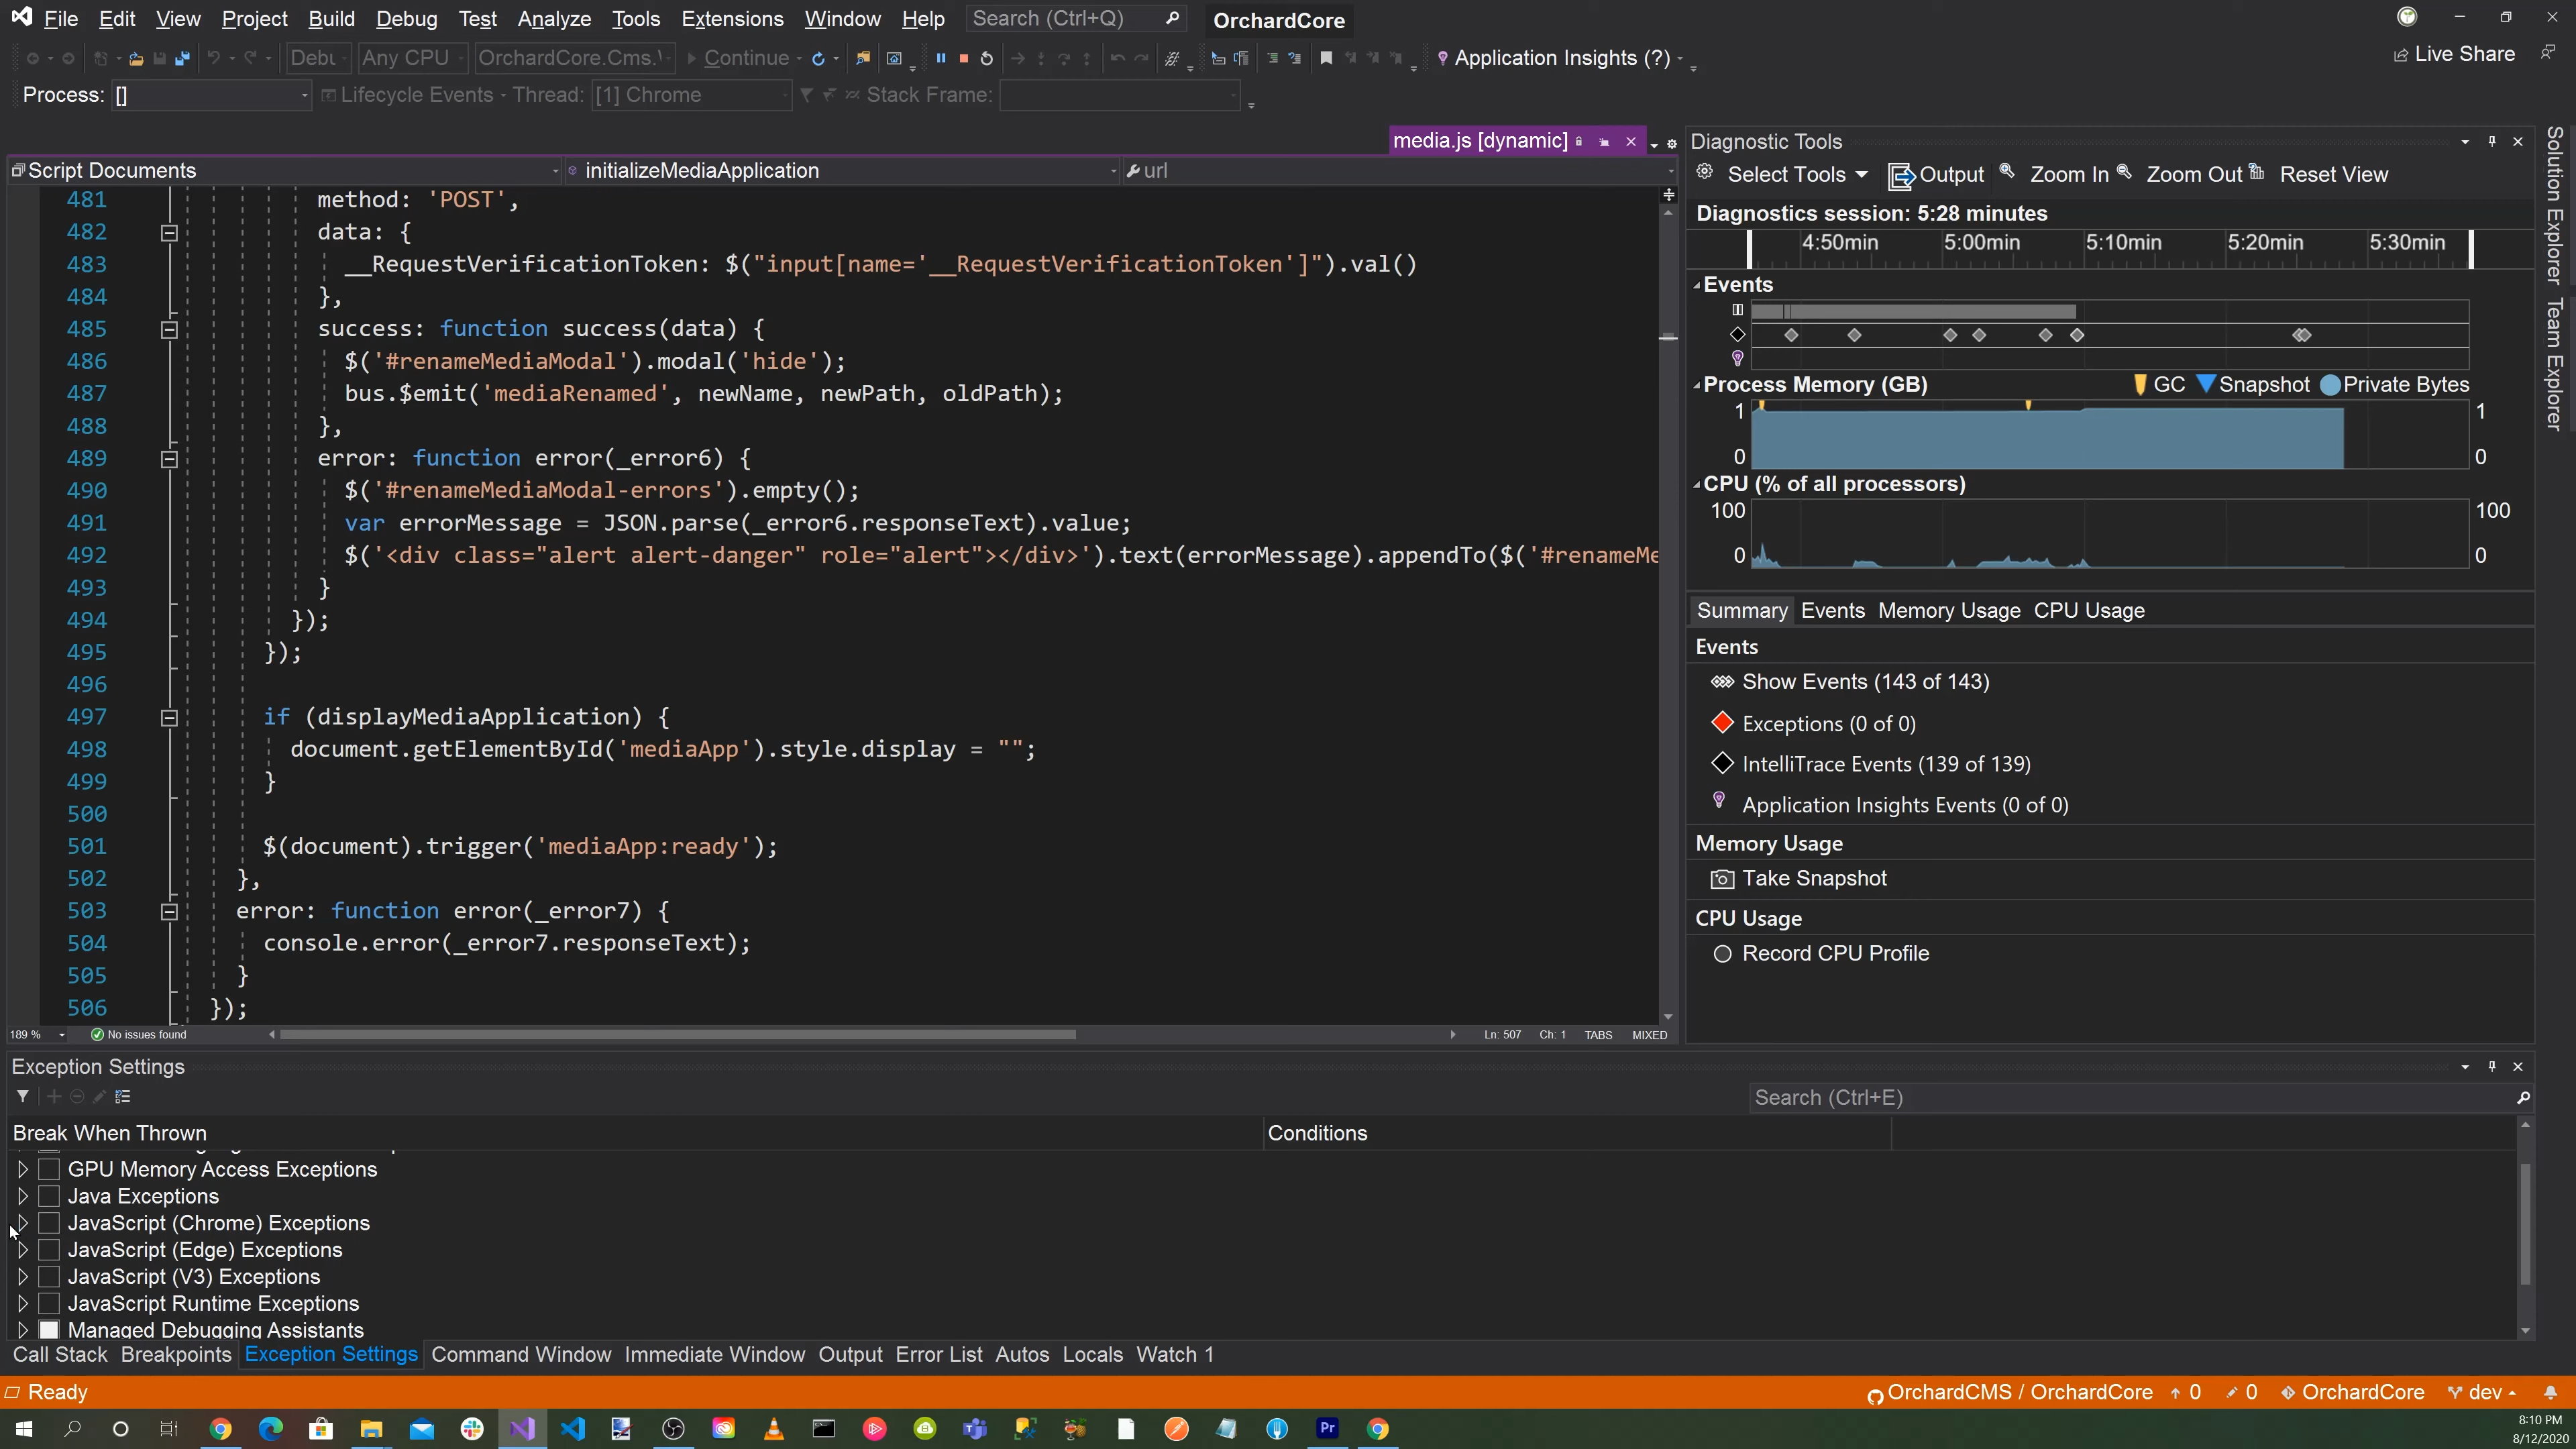 File Edit View Project Build Debug Test Analyze Tools Extensions Window Help Search (Ctrl+Q) OrchardCore
Any CPU OrchardCore.Cms. Continue Application Insights (?) Live Share
Process: [] Lifecycle Events Thread: [1] Chrome Stack Frame:
media.js [dynamic]
Script Documents initializeMediaApplication url
481 method: 'POST',
482 data: {
483 __RequestVerificationToken: $("input[name='__RequestVerificationToken']").val()
484 },
485 success: function success(data) {
486 $('#renameMediaModal').modal('hide');
487 bus.$emit('mediaRenamed', newName, newPath, oldPath);
488 },
489 error: function error(_error6) {
490 $('#renameMediaModal-errors').empty();
491 var errorMessage = JSON.parse(_error6.responseText).value;
492 $('<div class="alert alert-danger" role="alert"></div>').text(errorMessage).appendTo($('#renameMe
493 }
494 });
495 });
496
497 if (displayMediaApplication) {
498 document.getElementById('mediaApp').style.display = "";
499 }
500
501 $(document).trigger('mediaApp:ready');
502 },
503 error: function error(_error7) {
504 console.error(_error7.responseText);
505 }
506 });
189 % No issues found Ln: 507 Ch: 1 TABS MIXED
Diagnostic Tools
Select Tools Output Zoom In Zoom Out Reset View
Diagnostics session: 5:28 minutes
4:50min 5:00min 5:10min 5:20min 5:30min
Events
Process Memory (GB) GC Snapshot Private Bytes
1 1
0 0
CPU (% of all processors)
100 100
0 0
Summary Events Memory Usage CPU Usage
Events
Show Events (143 of 143)
Exceptions (0 of 0)
IntelliTrace Events (139 of 139)
Application Insights Events (0 of 0)
Memory Usage
Take Snapshot
CPU Usage
Record CPU Profile
Solution Explorer
Team Explorer
Exception Settings
Search (Ctrl+E)
Break When Thrown Conditions
GPU Memory Access Exceptions
Java Exceptions
JavaScript (Chrome) Exceptions
JavaScript (Edge) Exceptions
JavaScript (V3) Exceptions
JavaScript Runtime Exceptions
Managed Debugging Assistants
Call Stack Breakpoints Exception Settings Command Window Immediate Window Output Error List Autos Locals Watch 1
Ready OrchardCMS / OrchardCore 0 0 OrchardCore dev
Pr
8:10 PM
8/12/2020